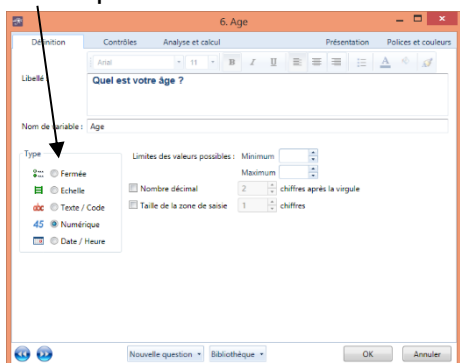 6. Age
Définition Contrôles Analyse et calcul Présentation Polices et couleurs
Arial 11 B I U A
Libellé :
Quel est votre âge ?
Nom de variable : Age
Type
Limites des valeurs possibles : Minimum
Maximum
Fermée
Echelle
Nombre décimal 2 chiffres après la virgule
abc Texte / Code
Taille de la zone de saisie 1 chiffres
45 Numérique
Date / Heure
Nouvelle question Bibliothèque OK Annuler